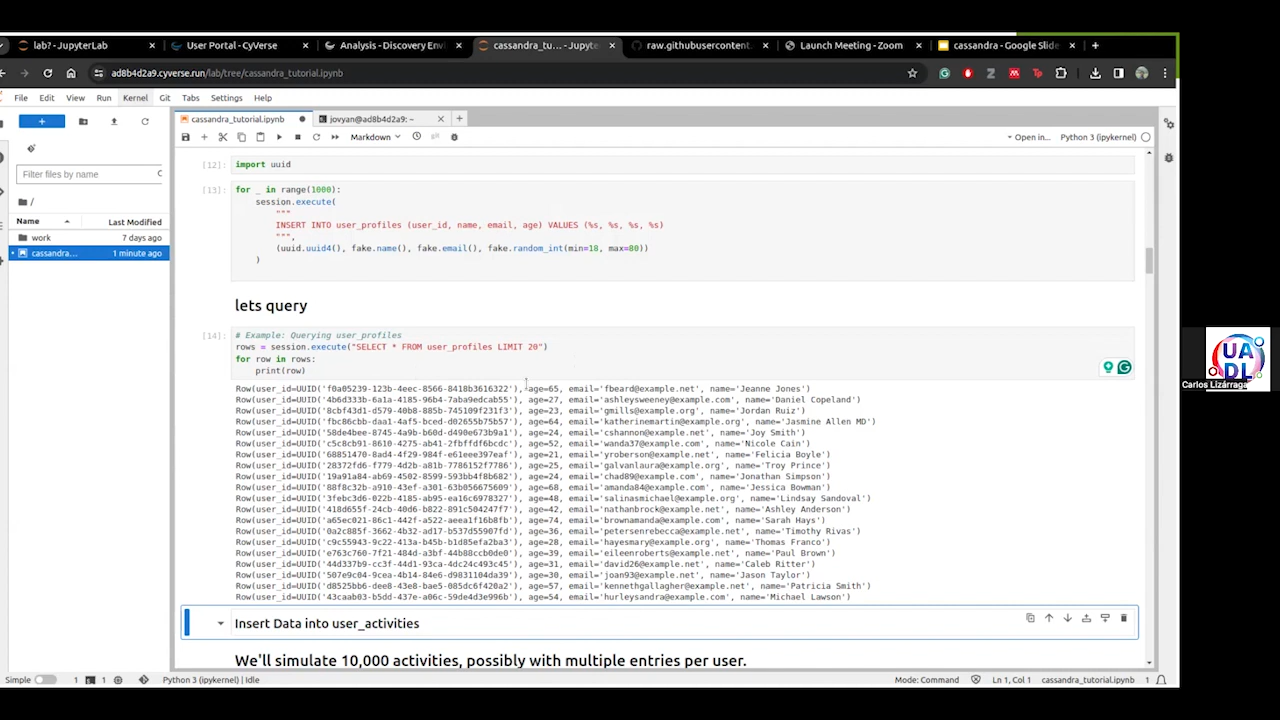 lab? - JupyterLab
User Portal - CyVerse
Analysis - Discovery Envi
cassandra_tu... - Jupyte
raw.githubusercontent.
Launch Meeting - Zoom
cassandra - Google Slide
ad8b4d2a9.cyverse.run/lab/tree/cassandra_tutorial.ipynb
File Edit View Run Kernel Git Tabs Settings Help
cassandra_tutorial.ipynb
jovyan@ad8b4d2a9: ~
Markdown
Open in...
Python 3 (ipykernel)
Filter files by name
/
Name
Last Modified
work
7 days ago
cassandra...
1 minute ago
[12]: import uuid
[13]: for _ in range(1000):
session.execute(
"""
INSERT INTO user_profiles (user_id, name, email, age) VALUES (%s, %s, %s, %s)
""",
(uuid.uuid4(), fake.name(), fake.email(), fake.random_int(min=18, max=80))
)
lets query
[14]: # Example: Querying user_profiles
rows = session.execute("SELECT * FROM user_profiles LIMIT 20")
for row in rows:
print(row)
Row(user_id=UUID('f0a05239-123b-4eec-8566-8418b3616322'), age=65, email='fbeard@example.net', name='Jeanne Jones')
Row(user_id=UUID('4b6d333b-6a1a-4185-96b4-7aba9edcab55'), age=27, email='ashleysweeney@example.com', name='Daniel Copeland')
Row(user_id=UUID('8cbf43d1-d579-40b8-885b-745109f231f3'), age=23, email='gmills@example.org', name='Jordan Ruiz')
Row(user_id=UUID('fbc86cbb-daa1-4af5-bced-d02655b75b57'), age=64, email='katherinemartin@example.org', name='Jasmine Allen MD')
Row(user_id=UUID('58de4bee-8745-4a9b-b60d-d490e673b9a1'), age=24, email='cshannon@example.net', name='Joy Smith')
Row(user_id=UUID('c5c8cb91-8610-4275-ab41-2fbffdf6bcdc'), age=52, email='wanda37@example.com', name='Nicole Cain')
Row(user_id=UUID('68851470-8ad4-4f29-984f-e61eee397eaf'), age=21, email='yroberson@example.net', name='Felicia Boyle')
Row(user_id=UUID('28372fd6-f779-4d2b-a81b-7786152f7786'), age=25, email='galvanlaura@example.org', name='Troy Prince')
Row(user_id=UUID('19a91a84-ab69-4502-8599-593bb4f8b682'), age=24, email='chad89@example.com', name='Jonathan Simpson')
Row(user_id=UUID('88f8c32b-a910-43ef-a301-63b056675609'), age=68, email='amanda84@example.com', name='Jessica Bowman')
Row(user_id=UUID('3febc3d6-022b-4185-ab95-ea16c6978327'), age=48, email='salinasmichael@example.org', name='Lindsay Sandoval')
Row(user_id=UUID('418d655f-24cb-40d6-b822-891c504247f7'), age=42, email='nathanbrock@example.net', name='Ashley Anderson')
Row(user_id=UUID('a65ec021-86c1-442f-a522-aeea1f16b8fb'), age=74, email='brownamanda@example.com', name='Sarah Hays')
Row(user_id=UUID('0a2c885f-3662-4b32-ad17-b537d55907fd'), age=36, email='petersenrebecca@example.net', name='Timothy Rivas')
Row(user_id=UUID('c9c55943-9c22-413a-b45b-b1d85efa2ba3'), age=28, email='hayesmary@example.org', name='Thomas Franco')
Row(user_id=UUID('e763c760-7f21-484d-a3bf-44b88ccb0de0'), age=39, email='eileenroberts@example.net', name='Paul Brown')
Row(user_id=UUID('44d337b9-cc3f-44d1-93ca-4dc24c493c45'), age=31, email='david26@example.net', name='Caleb Ritter')
Row(user_id=UUID('507e9c04-9cea-4b14-84e6-d9831104da39'), age=30, email='joan93@example.net', name='Jason Taylor')
Row(user_id=UUID('d8525bb6-dee8-43e8-bae5-085dc6f420a2'), age=57, email='kennethgallagher@example.net', name='Patricia Smith')
Row(user_id=UUID('43caab03-b5dd-437e-a06c-59de4d3e996b'), age=54, email='hurleysandra@example.com', name='Michael Lawson')
Insert Data into user_activities
We'll simulate 10,000 activities, possibly with multiple entries per user.
Simple 1 1 Python 3 (ipykernel) | Idle
Mode: Command Ln 1, Col 1 cassandra_tutorial.ipynb 1
UA
DL
Carlos Lizárraga